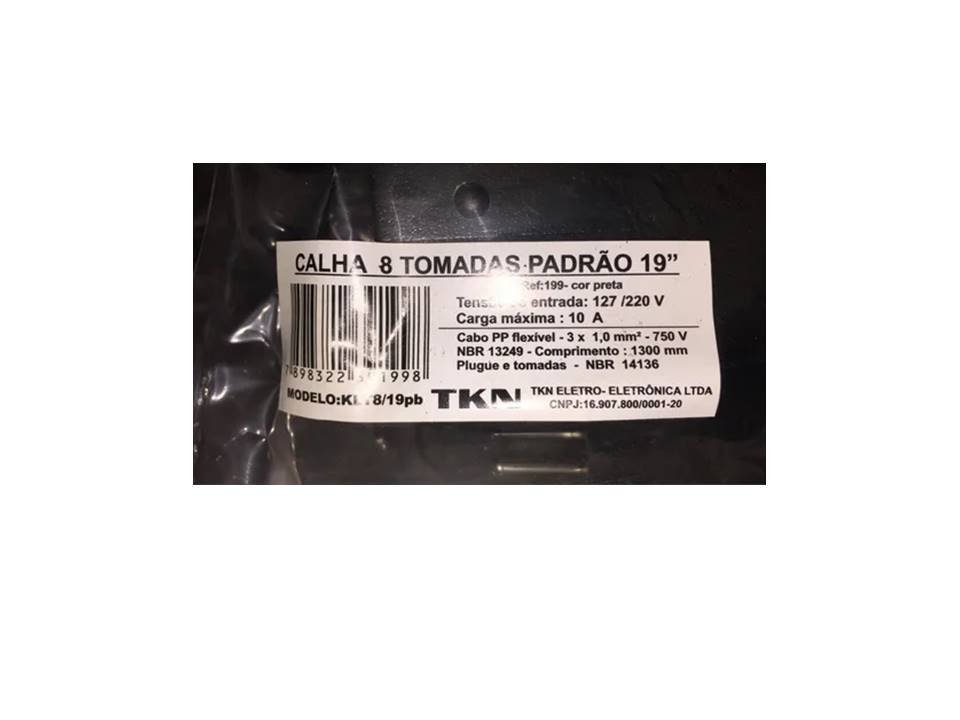 CALHA 8 TOMADAS PADRÃO 19”
Ref:199- cor preta
entrada: 127 /220 V
Carga máxima : 10 A
Cabo PP flexível - 3 x 1,0 mm² - 750 V
NBR 13249 - Comprimento : 1300 mm
Plugue e tomadas - NBR 14136
7 898322
MODELO:
TKN
TKN ELETRO- ELETRÔNICA LTDA
CNPJ:16.907.800/0001-20